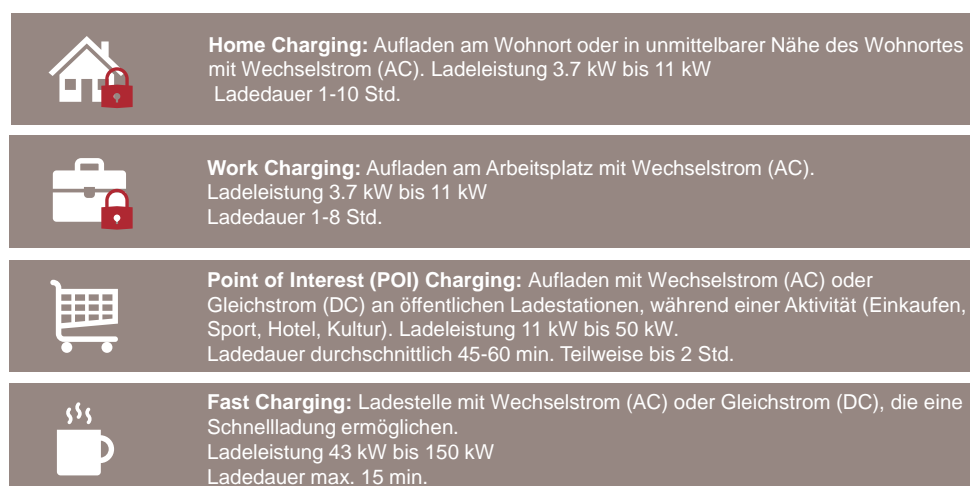 Home Charging: Aufladen am Wohnort oder in unmittelbarer Nähe des Wohnortes
mit Wechselstrom (AC). Ladeleistung 3.7 kW bis 11 kW
Ladedauer 1-10 Std.
Work Charging: Aufladen am Arbeitsplatz mit Wechselstrom (AC).
Ladeleistung 3.7 kW bis 11 kW
Ladedauer 1-8 Std.
Point of Interest (POI) Charging: Aufladen mit Wechselstrom (AC) oder
Gleichstrom (DC) an öffentlichen Ladestationen, während einer Aktivität (Einkaufen,
Sport, Hotel, Kultur). Ladeleistung 11 kW bis 50 kW.
Ladedauer durchschnittlich 45-60 min. Teilweise bis 2 Std.
Fast Charging: Ladestelle mit Wechselstrom (AC) oder Gleichstrom (DC), die eine
Schnellladung ermöglichen.
Ladeleistung 43 kW bis 150 kW
Ladedauer max. 15 min.